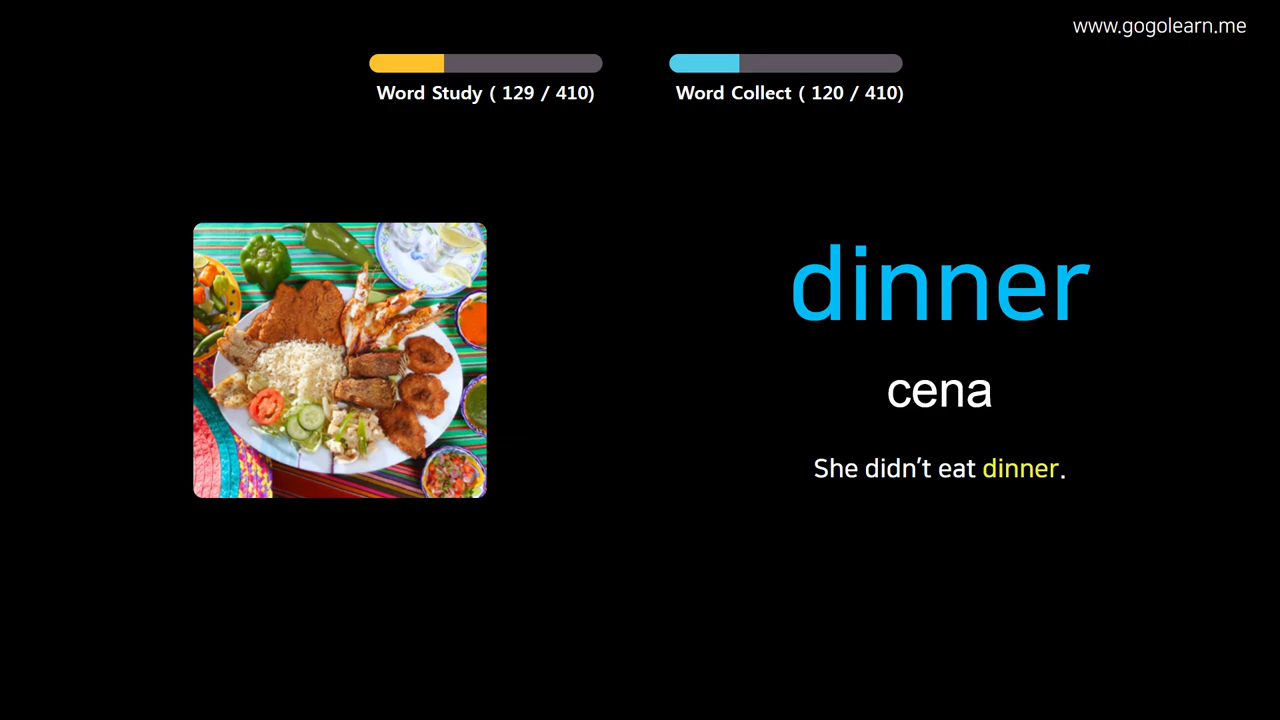 www.gogolearn.me
Word Study ( 129 / 410)
Word Collect ( 120 / 410)
dinner
cena
She didn’t eat dinner.